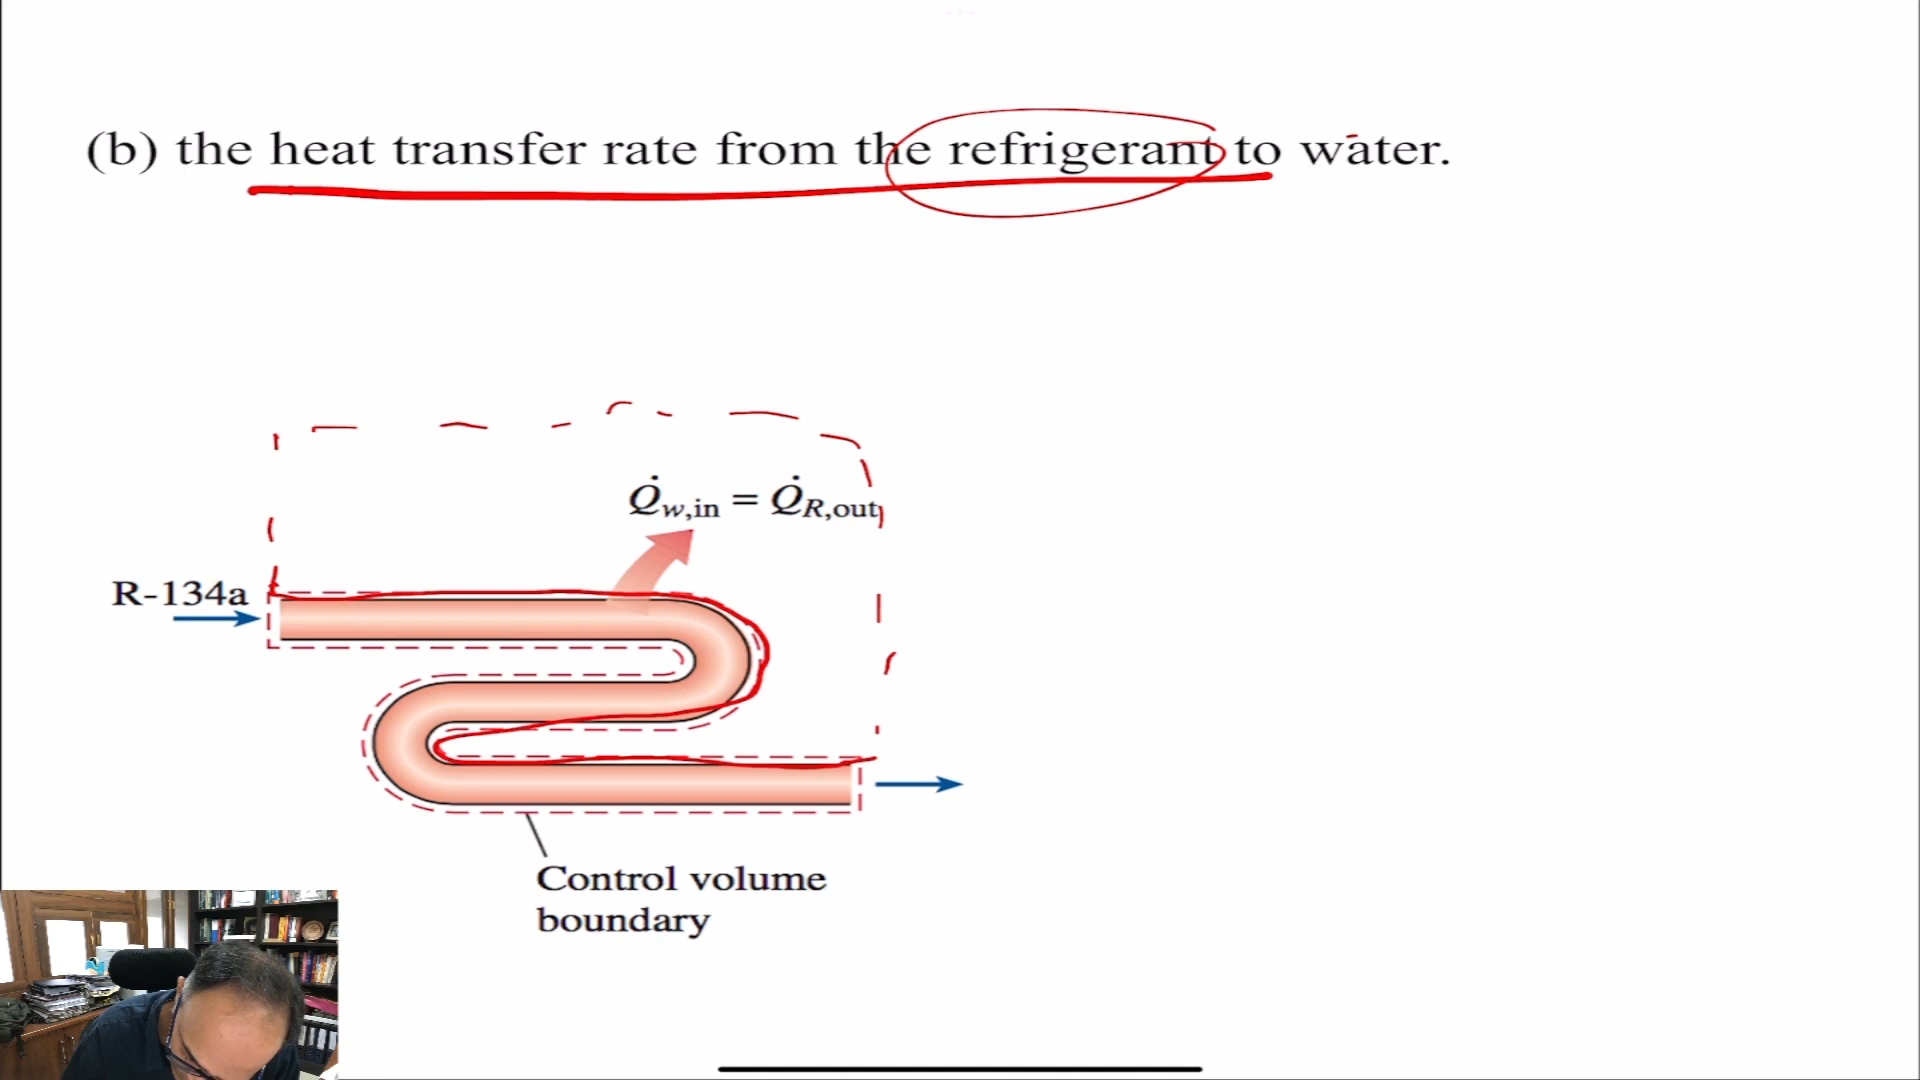 (b) the heat transfer rate from the refrigerant to water.
Q̇w,in = Q̇R,out
R-134a
Control volume
boundary